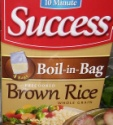 10 Minute
Success
Boil-in-Bag
Brown Rice
WHOLE GRAIN